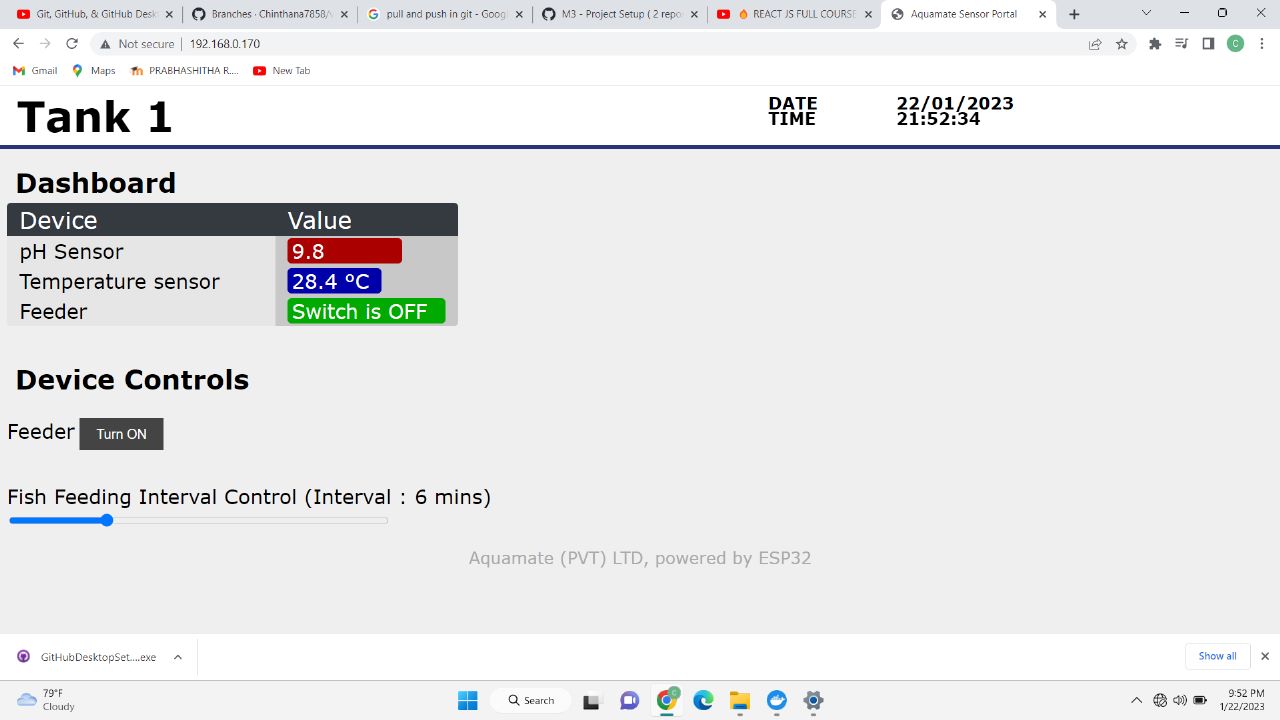 Git, GitHub, & GitHub Desk
Branches · Chinthana7858/
pull and push in git - Goog
M3 - Project Setup ( 2 repo
REACT JS FULL COURSE
Aquamate Sensor Portal
Not secure
192.168.0.170
C
Gmail
Maps
PRABHASHITHA R....
New Tab
Tank 1
DATE 22/01/2023
TIME 21:52:34
Dashboard
Device Value
pH Sensor 9.8
Temperature sensor 28.4 ºC
Feeder Switch is OFF
Device Controls
Feeder Turn ON
Fish Feeding Interval Control (Interval : 6 mins)
Aquamate (PVT) LTD, powered by ESP32
GitHubDesktopSet....exe
Show all
79°F
Cloudy
Search
C
9:52 PM
1/22/2023